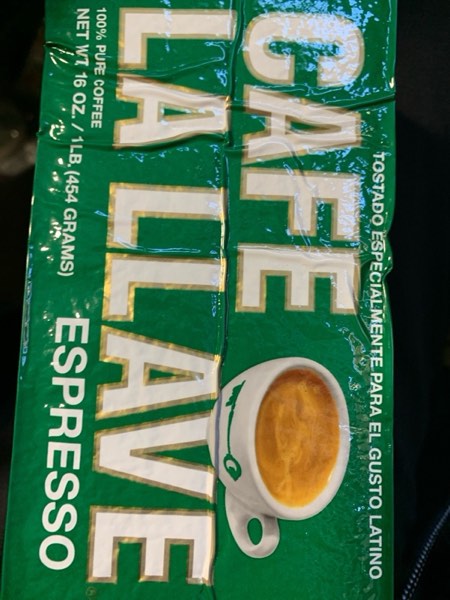 TOSTADO ESPECIALMENTE PARA EL GUSTO LATINO
CAFE
LA LLAVE
100% PURE COFFEE
NET WT. 16 OZ. / 1LB. (454 GRAMS)
ESPRESSO